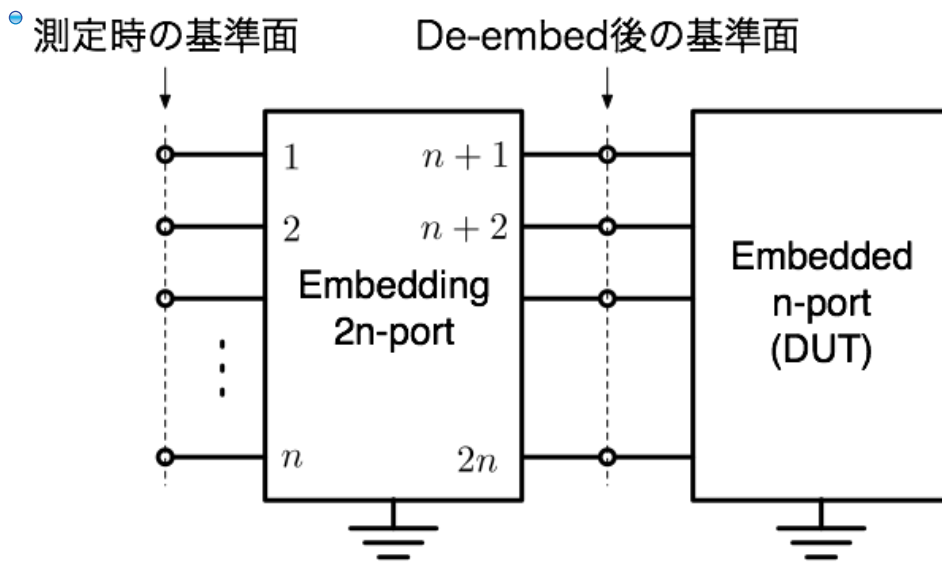 測定時の基準面
De-embed後の基準面
1
n + 1
2
n + 2
Embedding
2n-port
Embedded
n-port
(DUT)
n
2n